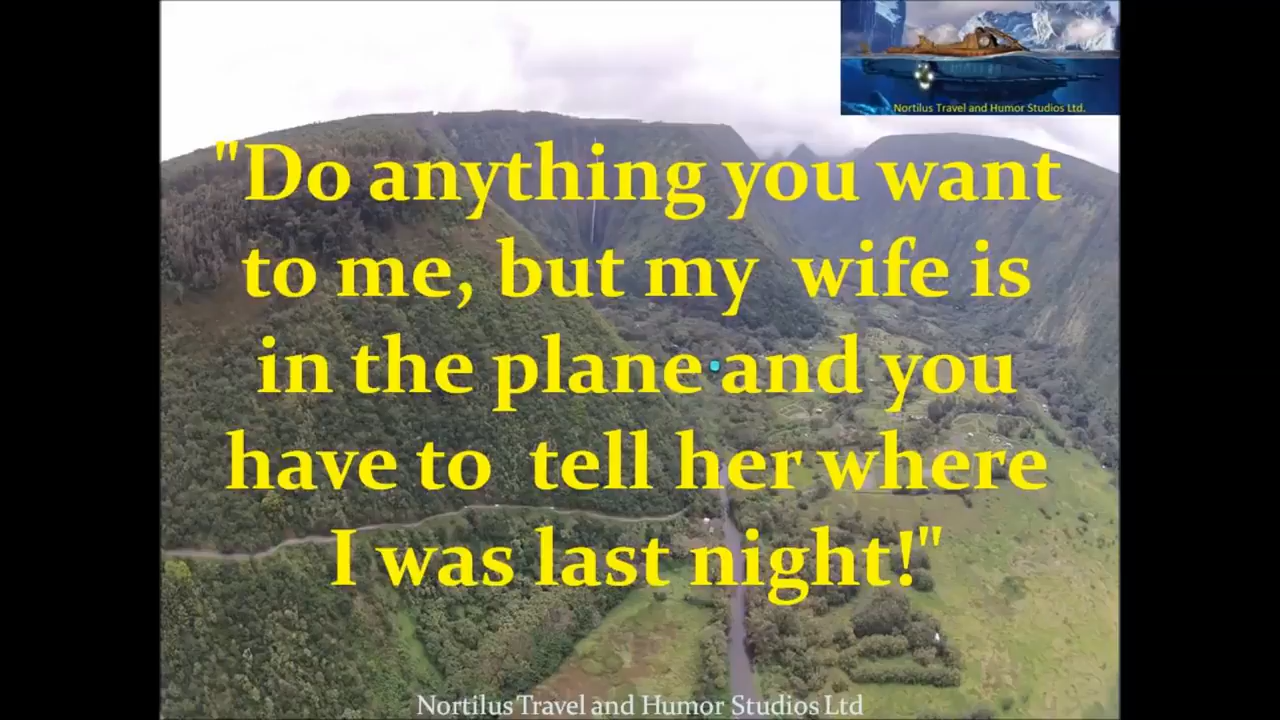 Nortilus Travel and Humor Studios Ltd.
"Do anything you want
to me, but my wife is
in the plane and you
have to tell her where
I was last night!"
Nortilus Travel and Humor Studios Ltd